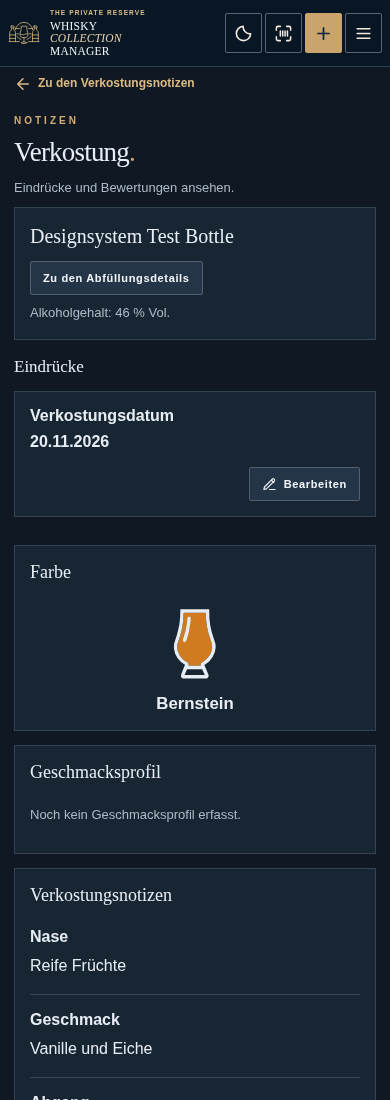 THE PRIVATE RESERVE
WHISKY
COLLECTION
MANAGER
Zu den Verkostungsnotizen
NOTIZEN
Verkostung.
Eindrücke und Bewertungen ansehen.
Designsystem Test Bottle
Zu den Abfüllungsdetails
Alkoholgehalt: 46 % Vol.
Eindrücke
Verkostungsdatum
20.11.2026
Bearbeiten
Farbe
Bernstein
Geschmacksprofil
Noch kein Geschmacksprofil erfasst.
Verkostungsnotizen
Nase
Reife Früchte
Geschmack
Vanille und Eiche